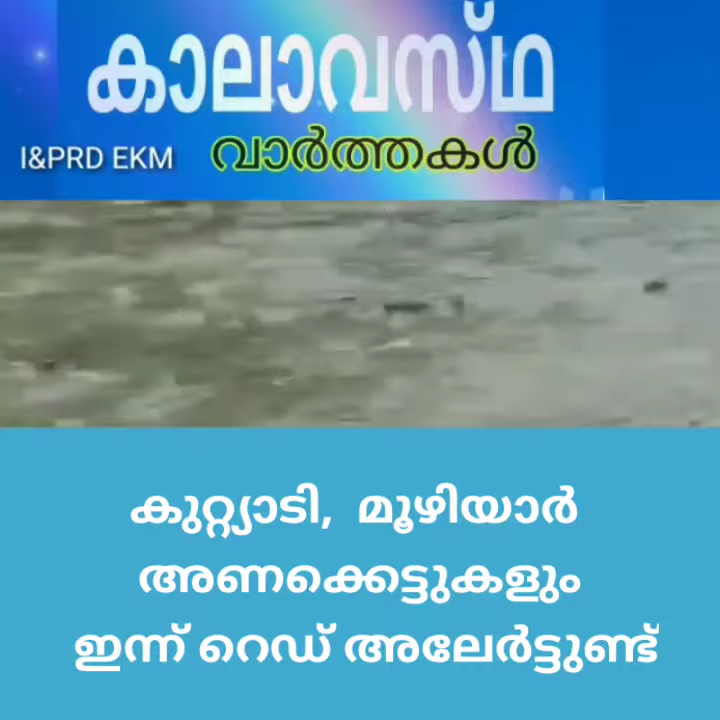 കാലാവസ്ഥ
I&PRD EKM വാർത്തകൾ
കുറ്റ്യാടി, മൂഴിയാർ
അണക്കെട്ടുകളും
ഇന്ന് റെഡ് അലേർട്ടുണ്ട്